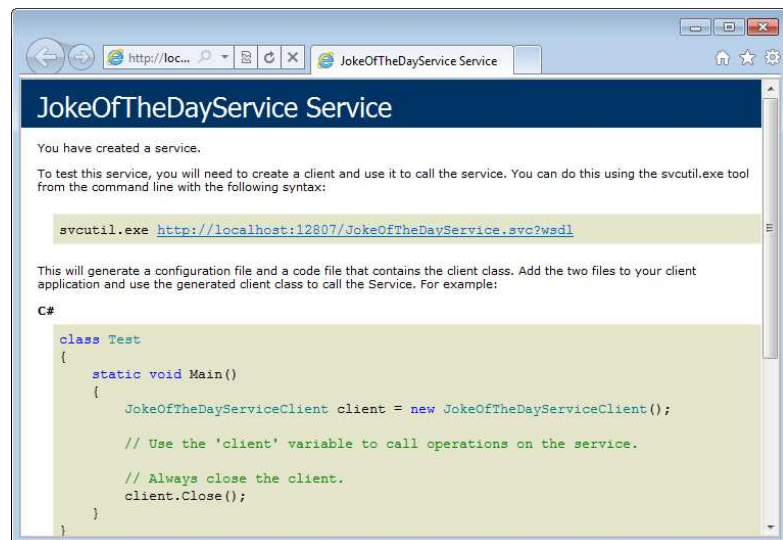 http://loc...
JokeOfTheDayService Service
JokeOfTheDayService Service
You have created a service.
To test this service, you will need to create a client and use it to call the service. You can do this using the svcutil.exe tool
from the command line with the following syntax:
svcutil.exe http://localhost:12807/JokeOfTheDayService.svc?wsdl
This will generate a configuration file and a code file that contains the client class. Add the two files to your client
application and use the generated client class to call the Service. For example:
C#
class Test
{
static void Main()
{
JokeOfTheDayServiceClient client = new JokeOfTheDayServiceClient();
// Use the 'client' variable to call operations on the service.
// Always close the client.
client.Close();
}
}